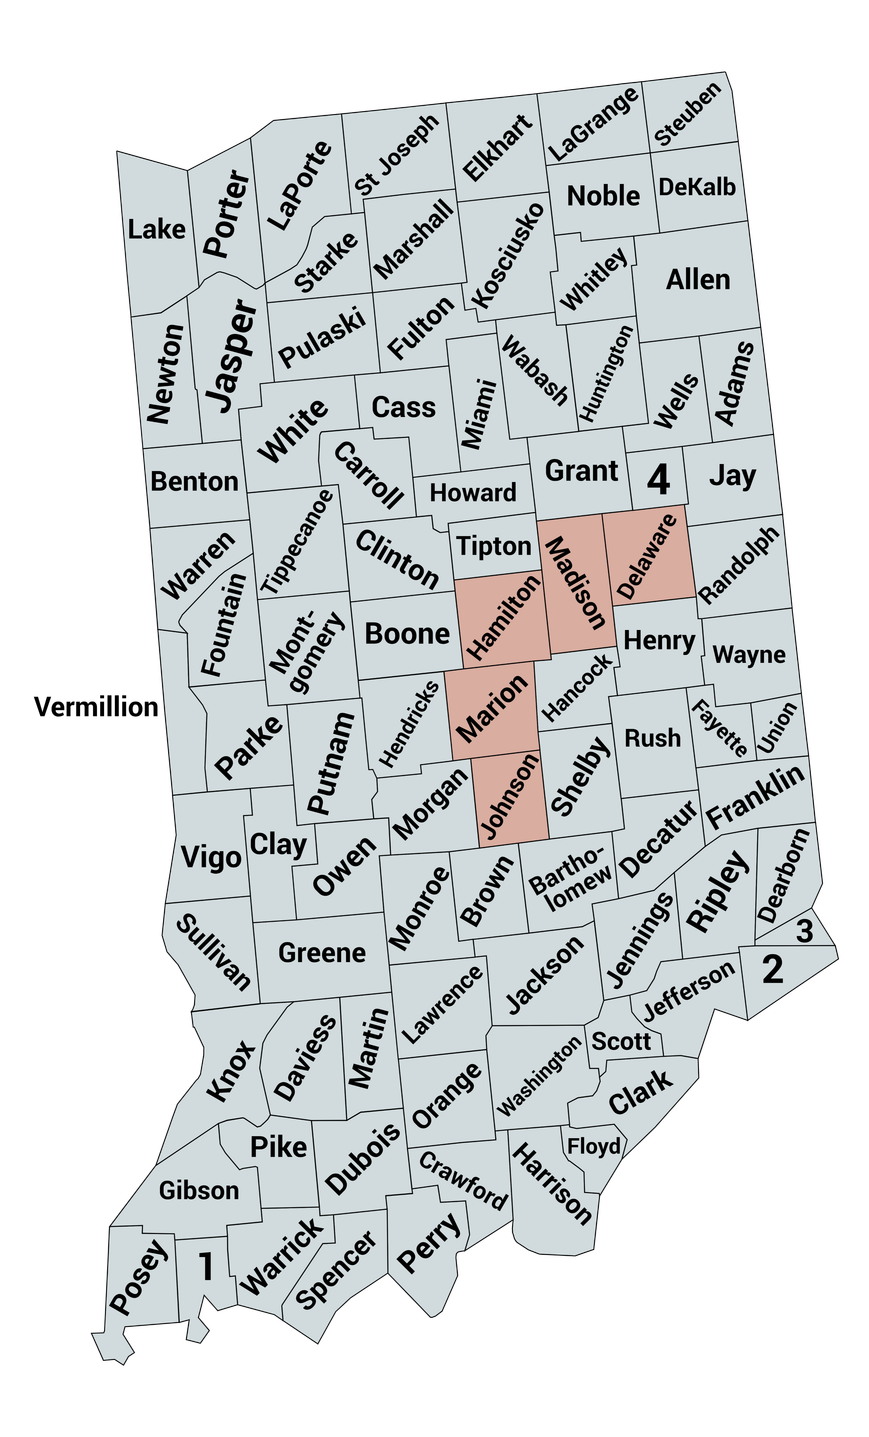 Steuben
LaGrange
Elkhart
St Joseph
LaPorte
Porter
Lake
Noble
DeKalb
Starke
Marshall
Kosciusko
Whitley
Allen
Newton
Jasper
Pulaski
Fulton
Wabash
Huntington
Wells
Adams
White
Cass
Miami
Benton
Carroll
Howard
Grant
4
Jay
Warren
Tippecanoe
Clinton
Tipton
Madison
Delaware
Randolph
Fountain
Mont-
gomery
Boone
Hamilton
Henry
Wayne
Vermillion
Parke
Putnam
Hendricks
Marion
Hancock
Rush
Fayette
Union
Vigo
Clay
Owen
Morgan
Johnson
Shelby
Decatur
Franklin
Sullivan
Greene
Monroe
Brown
Bartho-
lomew
Jennings
Ripley
Dearborn
3
2
Knox
Daviess
Martin
Lawrence
Jackson
Jefferson
Scott
Orange
Washington
Clark
Gibson
Pike
Dubois
Crawford
Harrison
Floyd
Posey
1
Warrick
Spencer
Perry